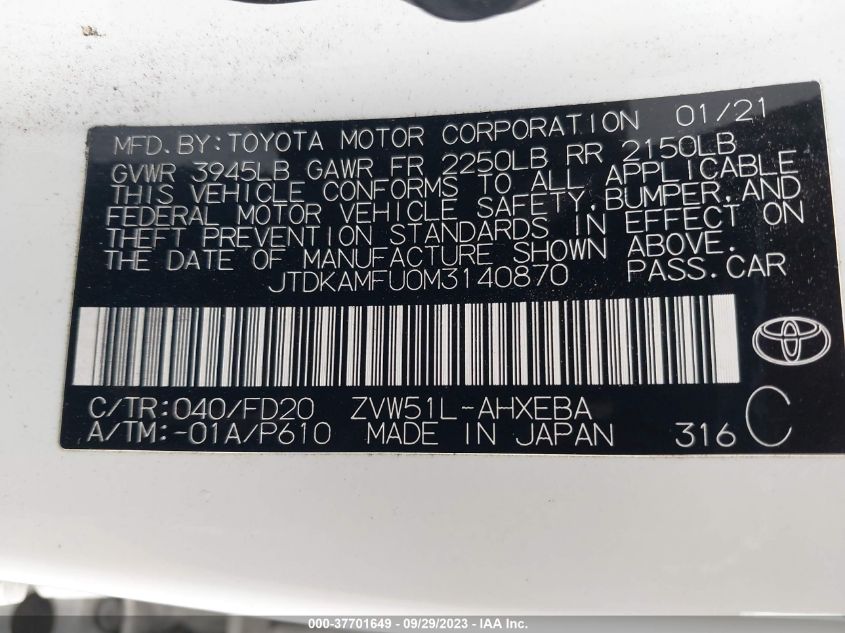 MFD.BY:TOYOTA MOTOR CORPORATION 01/21
GVWR 3945LB GAWR FR 2250LB RR 2150LB
THIS VEHICLE CONFORMS TO ALL APPLICABLE
FEDERAL MOTOR VEHICLE SAFETY,BUMPER,AND
THEFT PREVENTION STANDARDS IN EFFECT ON
THE DATE OF MANUFACTURE SHOWN ABOVE.
JTDKAMFU0M3140870 PASS.CAR
C/TR:040/FD20 ZVW51L-AHXEBA
A/TM:-01A/P610 MADE IN JAPAN 316 C
000-37701649 - 09/29/2023 - IAA Inc.